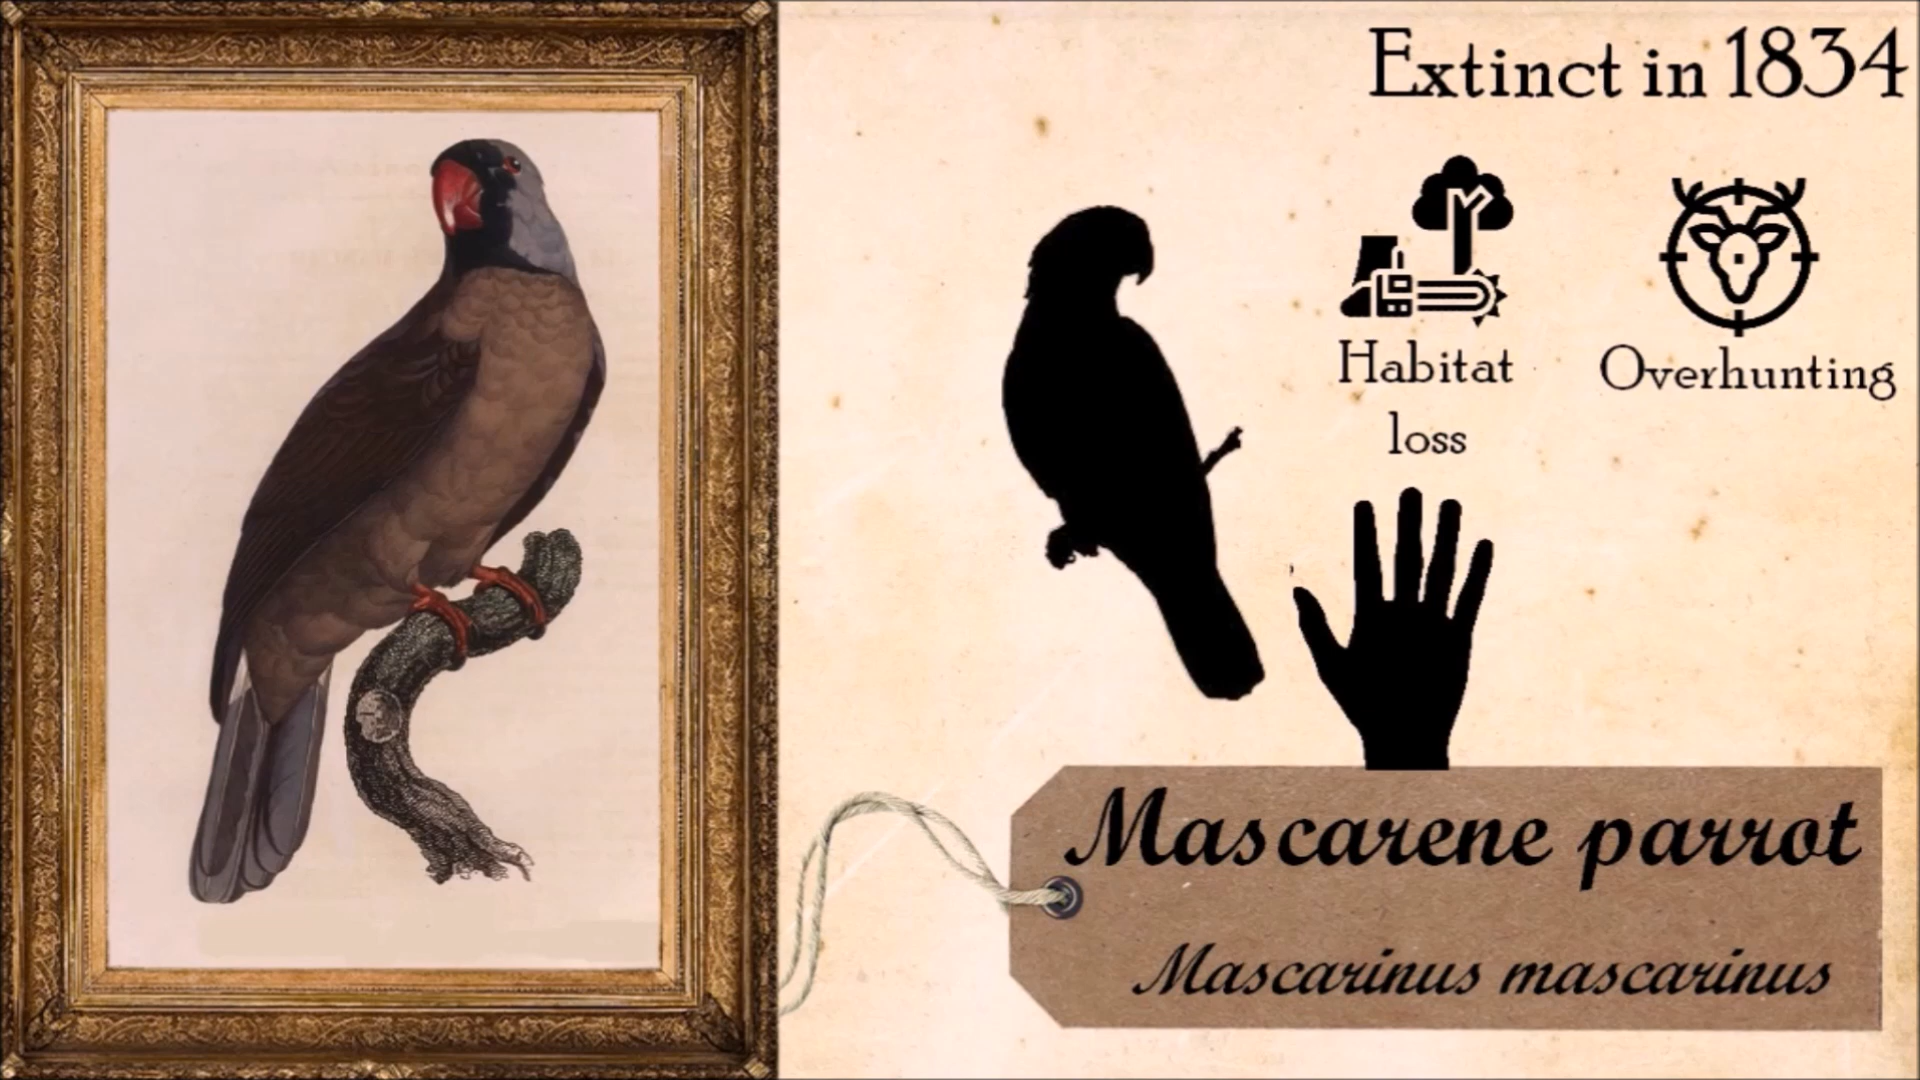 Extinct in 1834
Habitat
loss
Overhunting
Mascarene parrot
Mascarinus mascarinus